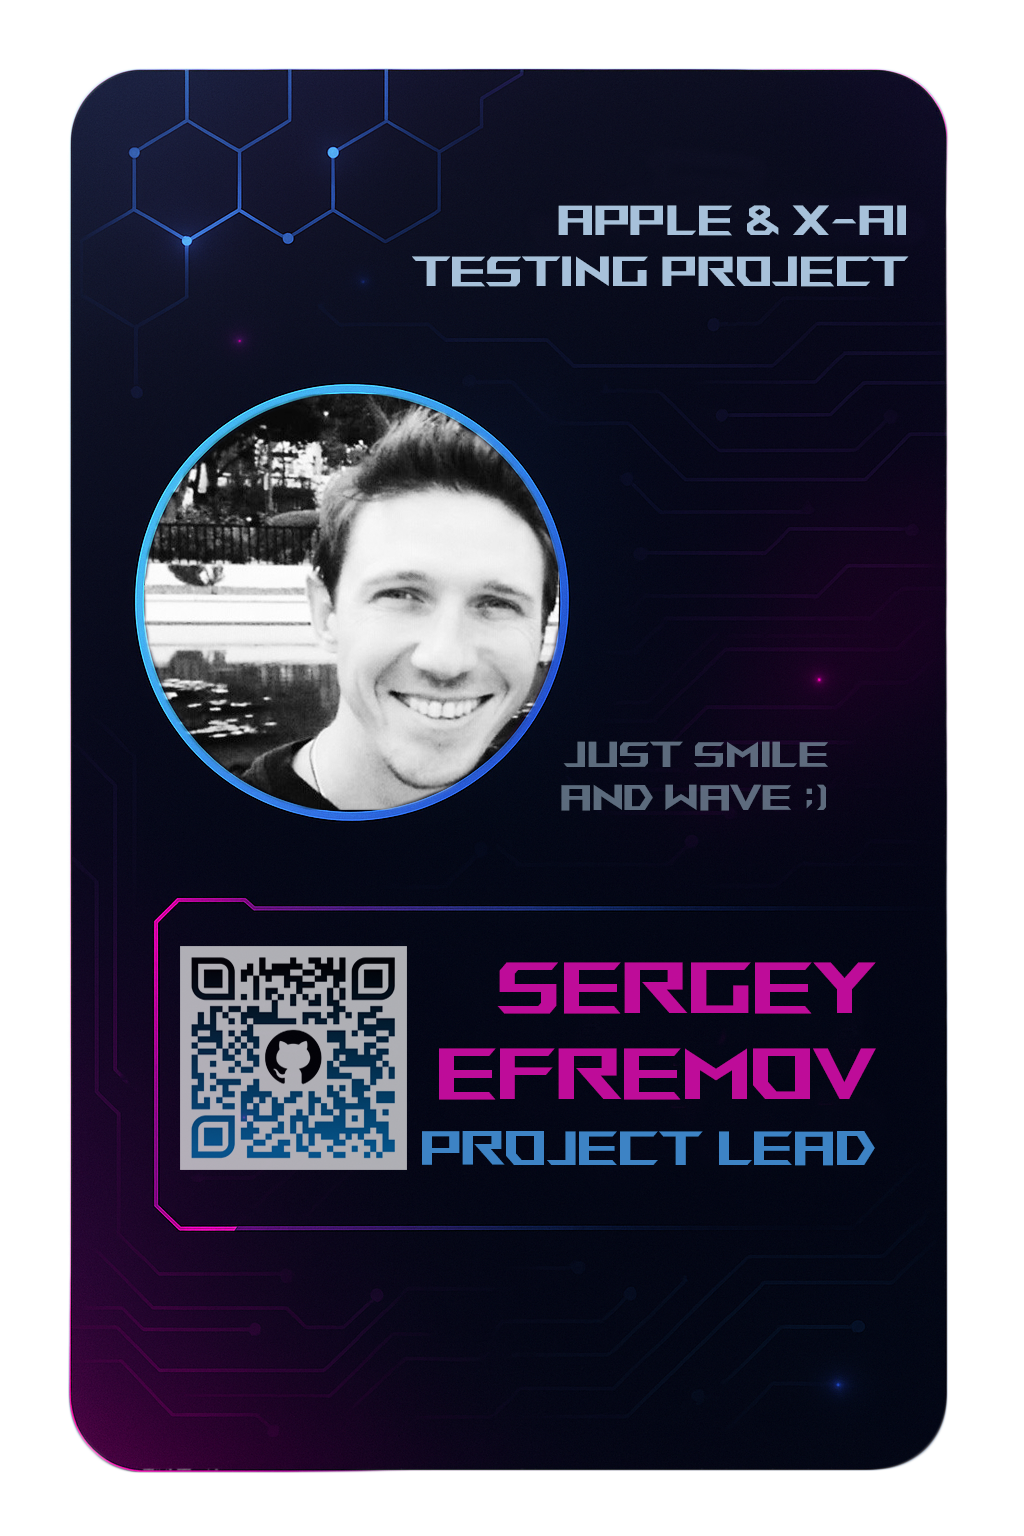 APPLE & X-AI
TESTING PROJECT
JUST SMILE
AND WAVE ;)
SERGEY
EFREMOV
PROJECT LEAD